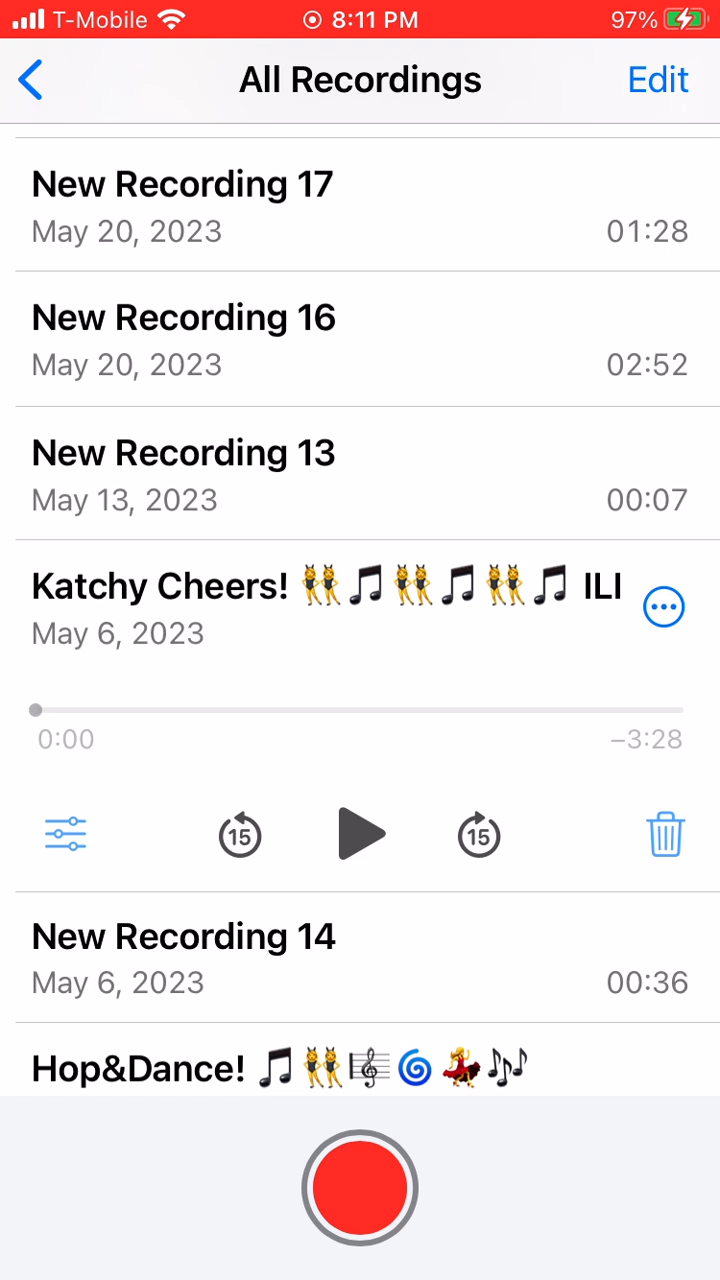 T-Mobile 8:11 PM 97%
All Recordings Edit
New Recording 17
May 20, 2023 01:28
New Recording 16
May 20, 2023 02:52
New Recording 13
May 13, 2023 00:07
Katchy Cheers! 👯🎵👯🎵👯🎵 ILI
May 6, 2023
0:00 −3:28
15 15
New Recording 14
May 6, 2023 00:36
Hop&Dance! 🎵👯🎼🌀💃🎶